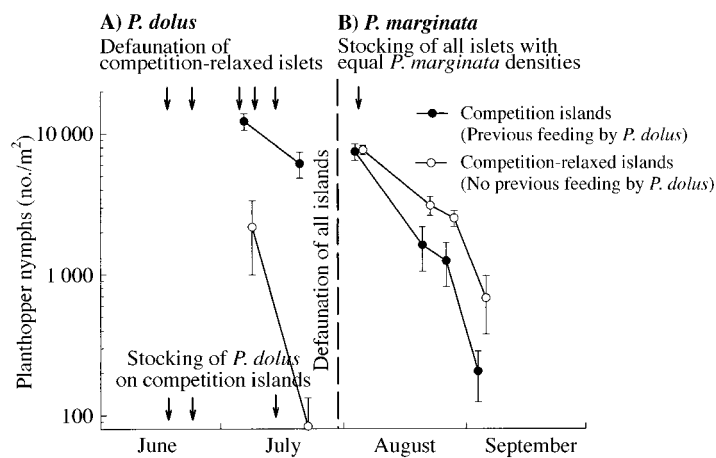 A) P. dolus
Defaunation of
competition-relaxed islets
B) P. marginata
Stocking of all islets with
equal P. marginata densities
Competition islands
(Previous feeding by P. dolus)
Competition-relaxed islands
(No previous feeding by P. dolus)
Planthopper nymphs (no./m²)
10 000
1 000
100
Defaunation of all islands
Stocking of P. dolus
on competition islands
June
July
August
September